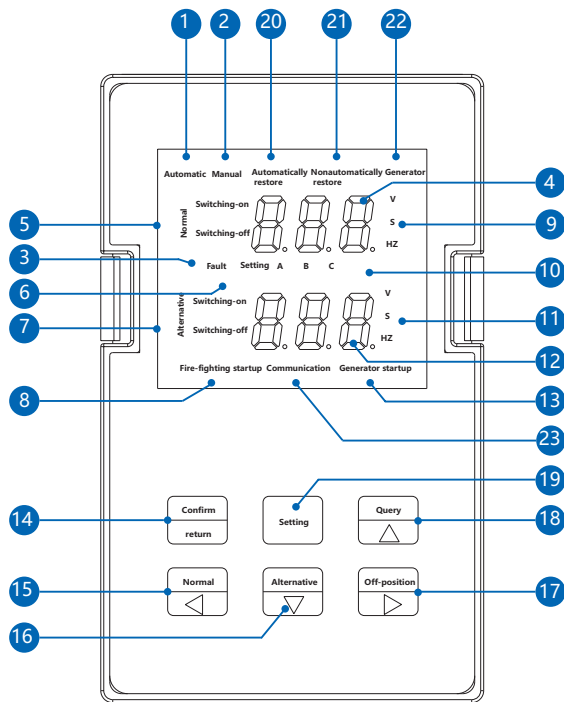 1 2 20 21 22
Automatic Manual Automatically restore Nonautomatically restore Generator
4
Normal
Switching-on
V
5
S
9
Switching-off
HZ
3
Fault Setting A B C
10
6
Alternative
Switching-on
V
7
S
11
Switching-off
HZ
12
Fire-fighting startup Communication Generator startup
8
13
23
19
Confirm
return
14
Setting
Query
18
Normal
15
Alternative
16
Off-position
17